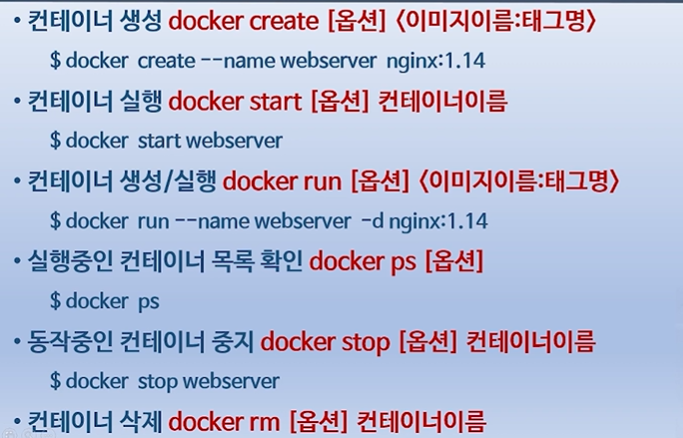 • 컨테이너 생성 docker create [옵션] <이미지이름:태그명>
$ docker create --name webserver nginx:1.14
• 컨테이너 실행 docker start [옵션] 컨테이너이름
$ docker start webserver
• 컨테이너 생성/실행 docker run [옵션] <이미지이름:태그명>
$ docker run --name webserver -d nginx:1.14
• 실행중인 컨테이너 목록 확인 docker ps [옵션]
$ docker ps
• 동작중인 컨테이너 중지 docker stop [옵션] 컨테이너이름
$ docker stop webserver
• 컨테이너 삭제 docker rm [옵션] 컨테이너이름